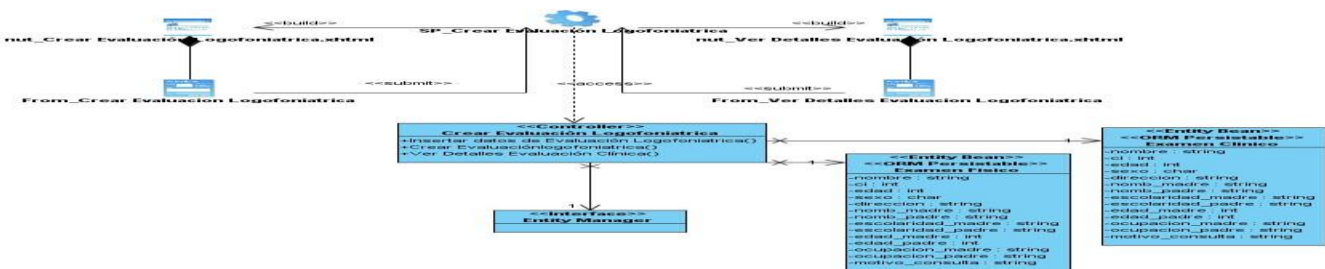 <<build>>
<<build>>
nut_Crear Evaluación Logofoniatrica.xhtml
SP_Crear Evaluación Logofoniatrica
nut_Ver Detalles Evaluación Logofoniatrica.xhtml
<<submit>>
<<access>>
<<submit>>
From_Crear Evaluacion Logofoniatrica
From_Ver Detalles Evaluacion Logofoniatrica
<<Controller>>
Crear Evaluación Logofoniatrica
+Insertar datos de Evaluación Logofoniatrica()
+Crear Evaluaciónlogofoniatrica()
+Ver Detalles Evaluación Clinica()
1
1
1
<<Interface>>
Entity Manager
<<Entity Bean>>
<<ORM Persistable>>
Examen Fisico
-nombre : string
-ci : int
-edad : int
-sexo : char
-direccion : string
-nomb_madre : string
-nomb_padre : string
-escolaridad_madre : string
-escolaridad_padre : string
-edad_madre : int
-edad_padre : int
-ocupacion_madre : string
-ocupacion_padre : string
-motivo_consulta : string
<<Entity Bean>>
<<ORM Persistable>>
Examen Clinico
-nombre : string
-ci : int
-edad : int
-sexo : char
-direccion : string
-nomb_madre : string
-nomb_padre : string
-escolaridad_madre : string
-escolaridad_padre : string
-edad_madre : int
-edad_padre : int
-ocupacion_madre : string
-ocupacion_padre : string
-motivo_consulta : string